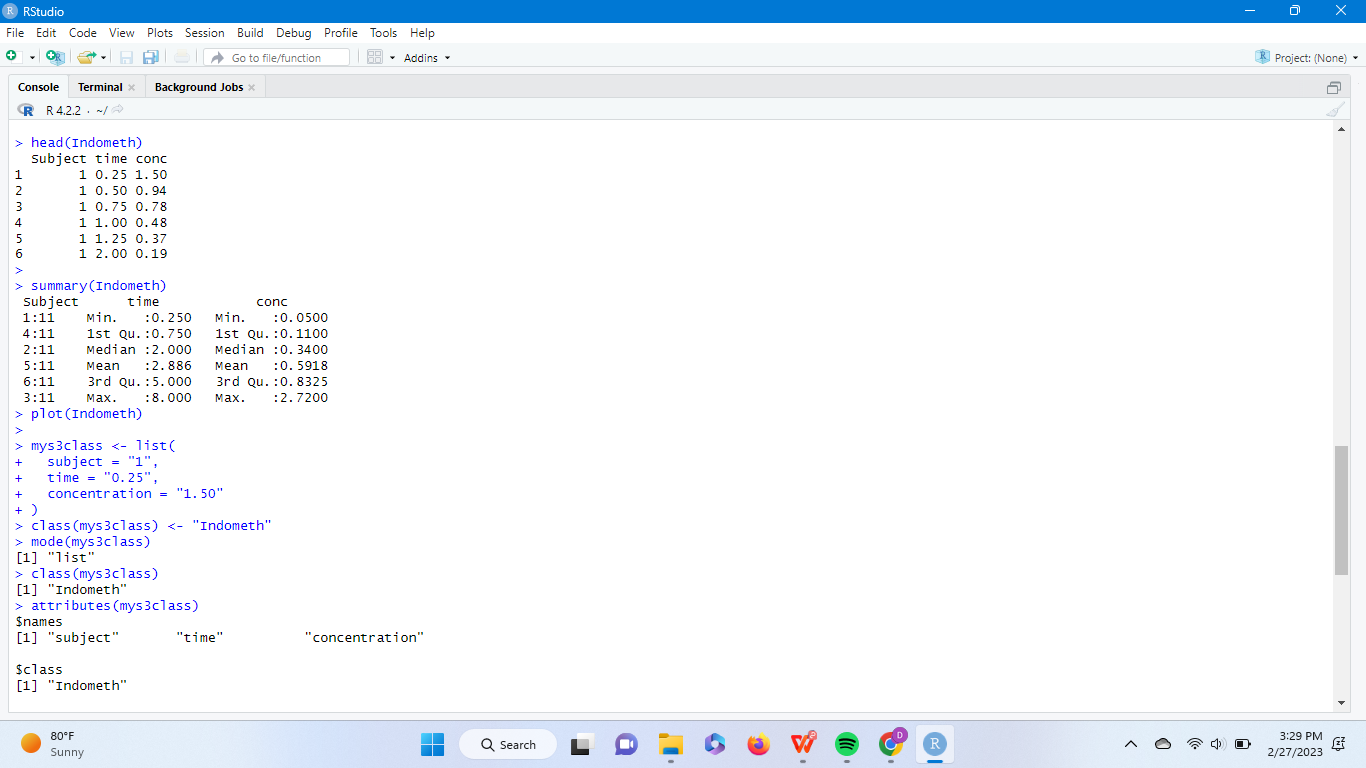 RStudio
File Edit Code View Plots Session Build Debug Profile Tools Help
Go to file/function Addins Project: (None)
Console Terminal Background Jobs
R 4.2.2 · ~/
> head(Indometh)
  Subject time conc
1       1 0.25 1.50
2       1 0.50 0.94
3       1 0.75 0.78
4       1 1.00 0.48
5       1 1.25 0.37
6       1 2.00 0.19
>
> summary(Indometh)
 Subject      time            conc
 1:11    Min.   :0.250   Min.   :0.0500
 4:11    1st Qu.:0.750   1st Qu.:0.1100
 2:11    Median :2.000   Median :0.3400
 5:11    Mean   :2.886   Mean   :0.5918
 6:11    3rd Qu.:5.000   3rd Qu.:0.8325
 3:11    Max.   :8.000   Max.   :2.7200
> plot(Indometh)
>
> mys3class <- list(
+   subject = "1",
+   time = "0.25",
+   concentration = "1.50"
+ )
> class(mys3class) <- "Indometh"
> mode(mys3class)
[1] "list"
> class(mys3class)
[1] "Indometh"
> attributes(mys3class)
$names
[1] "subject"       "time"          "concentration"
$class
[1] "Indometh"
80°F
Sunny
Search
D
R
3:29 PM
2/27/2023